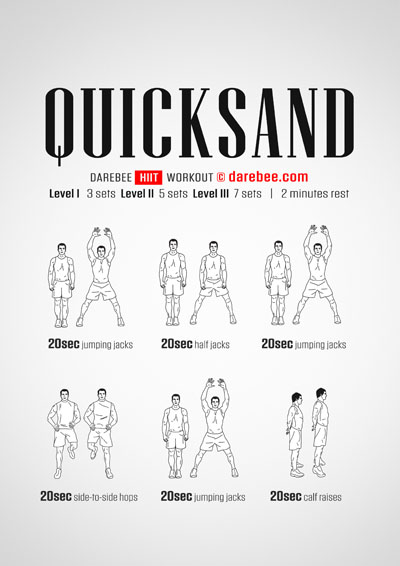 QUICKSAND
DAREBEE HIIT WORKOUT © darebee.com
Level I 3 sets Level II 5 sets Level III 7 sets | 2 minutes rest
20sec jumping jacks 20sec half jacks 20sec jumping jacks
20sec side-to-side hops 20sec jumping jacks 20sec calf raises